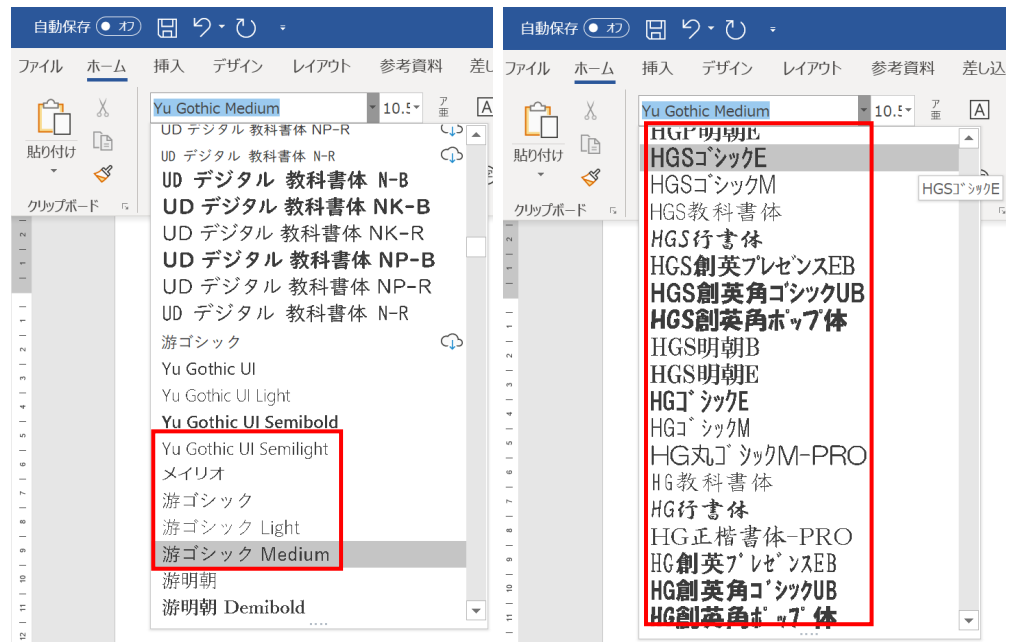 自動保存 オフ
ファイル ホーム 挿入 デザイン レイアウト 参考資料 差し
貼り付け
クリップボード
Yu Gothic Medium 10.5 ア亜 A
UD デジタル 教科書体 NP-R
UD デジタル 教科書体 N-R
UD デジタル 教科書体 N-B
UD デジタル 教科書体 NK-B
UD デジタル 教科書体 NK-R
UD デジタル 教科書体 NP-B
UD デジタル 教科書体 NP-R
UD デジタル 教科書体 N-R
游ゴシック
Yu Gothic UI
Yu Gothic UI Light
Yu Gothic UI Semibold
Yu Gothic UI Semilight
メイリオ
游ゴシック
游ゴシック Light
游ゴシック Medium
游明朝
游明朝 Demibold
自動保存 オフ
ファイル ホーム 挿入 デザイン レイアウト 参考資料 差し込
貼り付け
クリップボード
Yu Gothic Medium 10.5 ア亜 A
HGP明朝E
HGSゴシックE
HGSゴシックE
HGSゴシックM
HGS教科書体
HGS行書体
HGS創英プレゼンスEB
HGS創英角ゴシックUB
HGS創英角ポップ体
HGS明朝B
HGS明朝E
HGゴシックE
HGゴシックM
HG丸ゴシックM-PRO
HG教科書体
HG行書体
HG正楷書体-PRO
HG創英プレゼンスEB
HG創英角ゴシックUB
HG創英角ポップ体